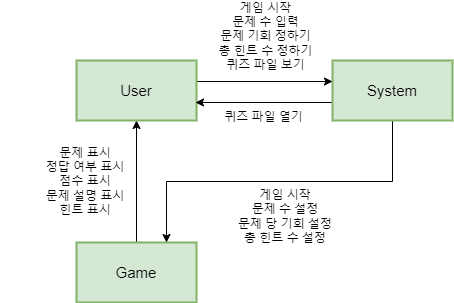 게임 시작
문제 수 입력
문제 기회 정하기
총 힌트 수 정하기
퀴즈 파일 보기
User
System
퀴즈 파일 열기
문제 표시
정답 여부 표시
점수 표시
문제 설명 표시
힌트 표시
게임 시작
문제 수 설정
문제 당 기회 설정
총 힌트 수 설정
Game